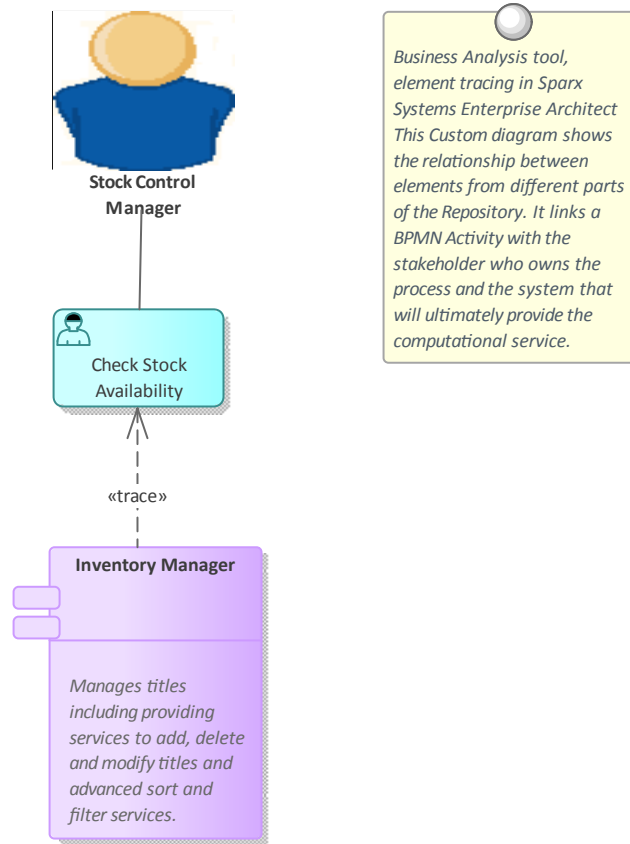 Stock Control
Manager
Check Stock
Availability
«trace»
Inventory Manager
Manages titles
including providing
services to add, delete
and modify titles and
advanced sort and
filter services.
Business Analysis tool,
element tracing in Sparx
Systems Enterprise Architect
This Custom diagram shows
the relationship between
elements from different parts
of the Repository. It links a
BPMN Activity with the
stakeholder who owns the
process and the system that
will ultimately provide the
computational service.